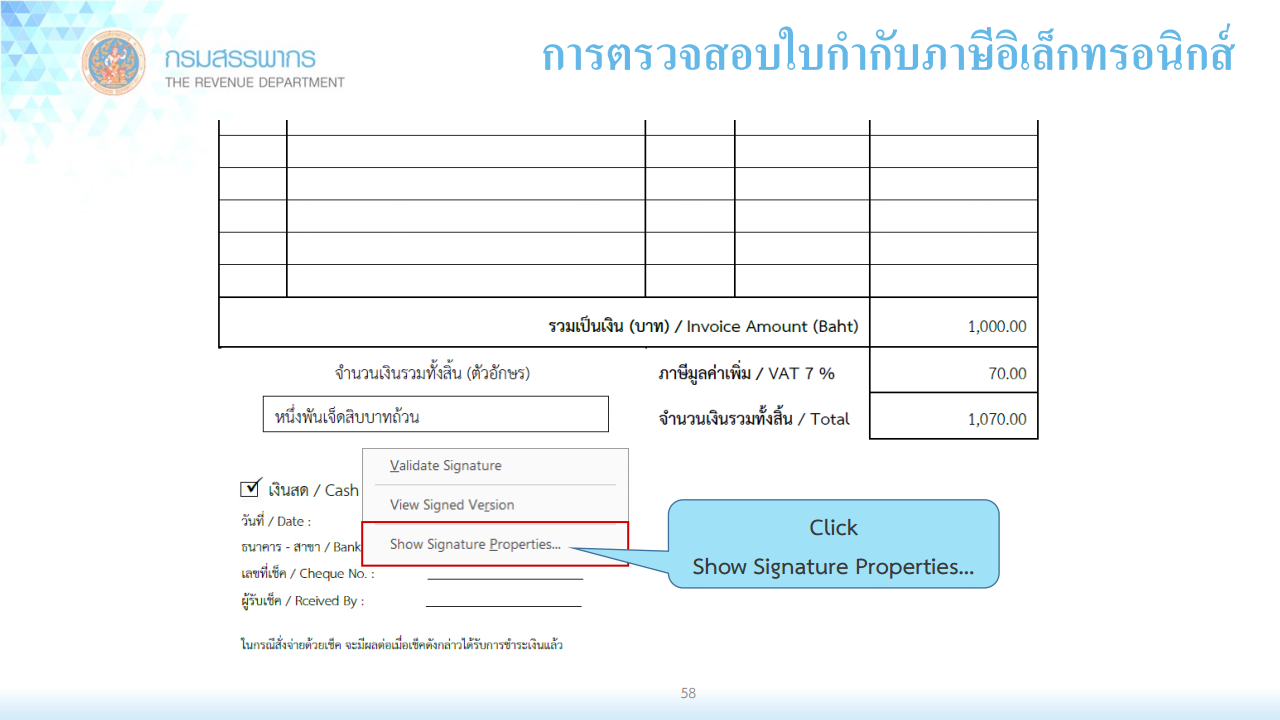 กรมสรรพากร
THE REVENUE DEPARTMENT
การตรวจสอบใบกำกับภาษีอิเล็กทรอนิกส์
รวมเป็นเงิน (บาท) / Invoice Amount (Baht) 1,000.00
จำนวนเงินรวมทั้งสิ้น (ตัวอักษร) ภาษีมูลค่าเพิ่ม / VAT 7 % 70.00
หนึ่งพันเจ็ดสิบบาทถ้วน จำนวนเงินรวมทั้งสิ้น / Total 1,070.00
Validate Signature
เงินสด / Cash
View Signed Version
วันที่ / Date :
Show Signature Properties...
ธนาคาร - สาขา / Bank
เลขที่เช็ค / Cheque No. :
ผู้รับเช็ค / Rceived By :
Click
Show Signature Properties...
ในกรณีสั่งจ่ายด้วยเช็ค จะมีผลต่อเมื่อเช็คดังกล่าวได้รับการชำระเงินแล้ว
58